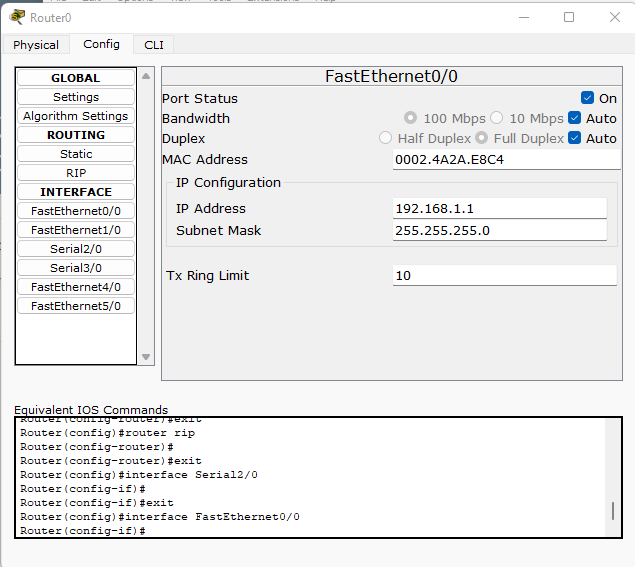 Router0
Physical Config CLI
GLOBAL
Settings
Algorithm Settings
ROUTING
Static
RIP
INTERFACE
FastEthernet0/0
FastEthernet1/0
Serial2/0
Serial3/0
FastEthernet4/0
FastEthernet5/0
FastEthernet0/0
Port Status On
Bandwidth 100 Mbps 10 Mbps Auto
Duplex Half Duplex Full Duplex Auto
MAC Address 0002.4A2A.E8C4
IP Configuration
IP Address 192.168.1.1
Subnet Mask 255.255.255.0
Tx Ring Limit 10
Equivalent IOS Commands
Router(config-router)#exit
Router(config)#router rip
Router(config-router)#
Router(config-router)#exit
Router(config)#interface Serial2/0
Router(config-if)#
Router(config-if)#exit
Router(config)#interface FastEthernet0/0
Router(config-if)#